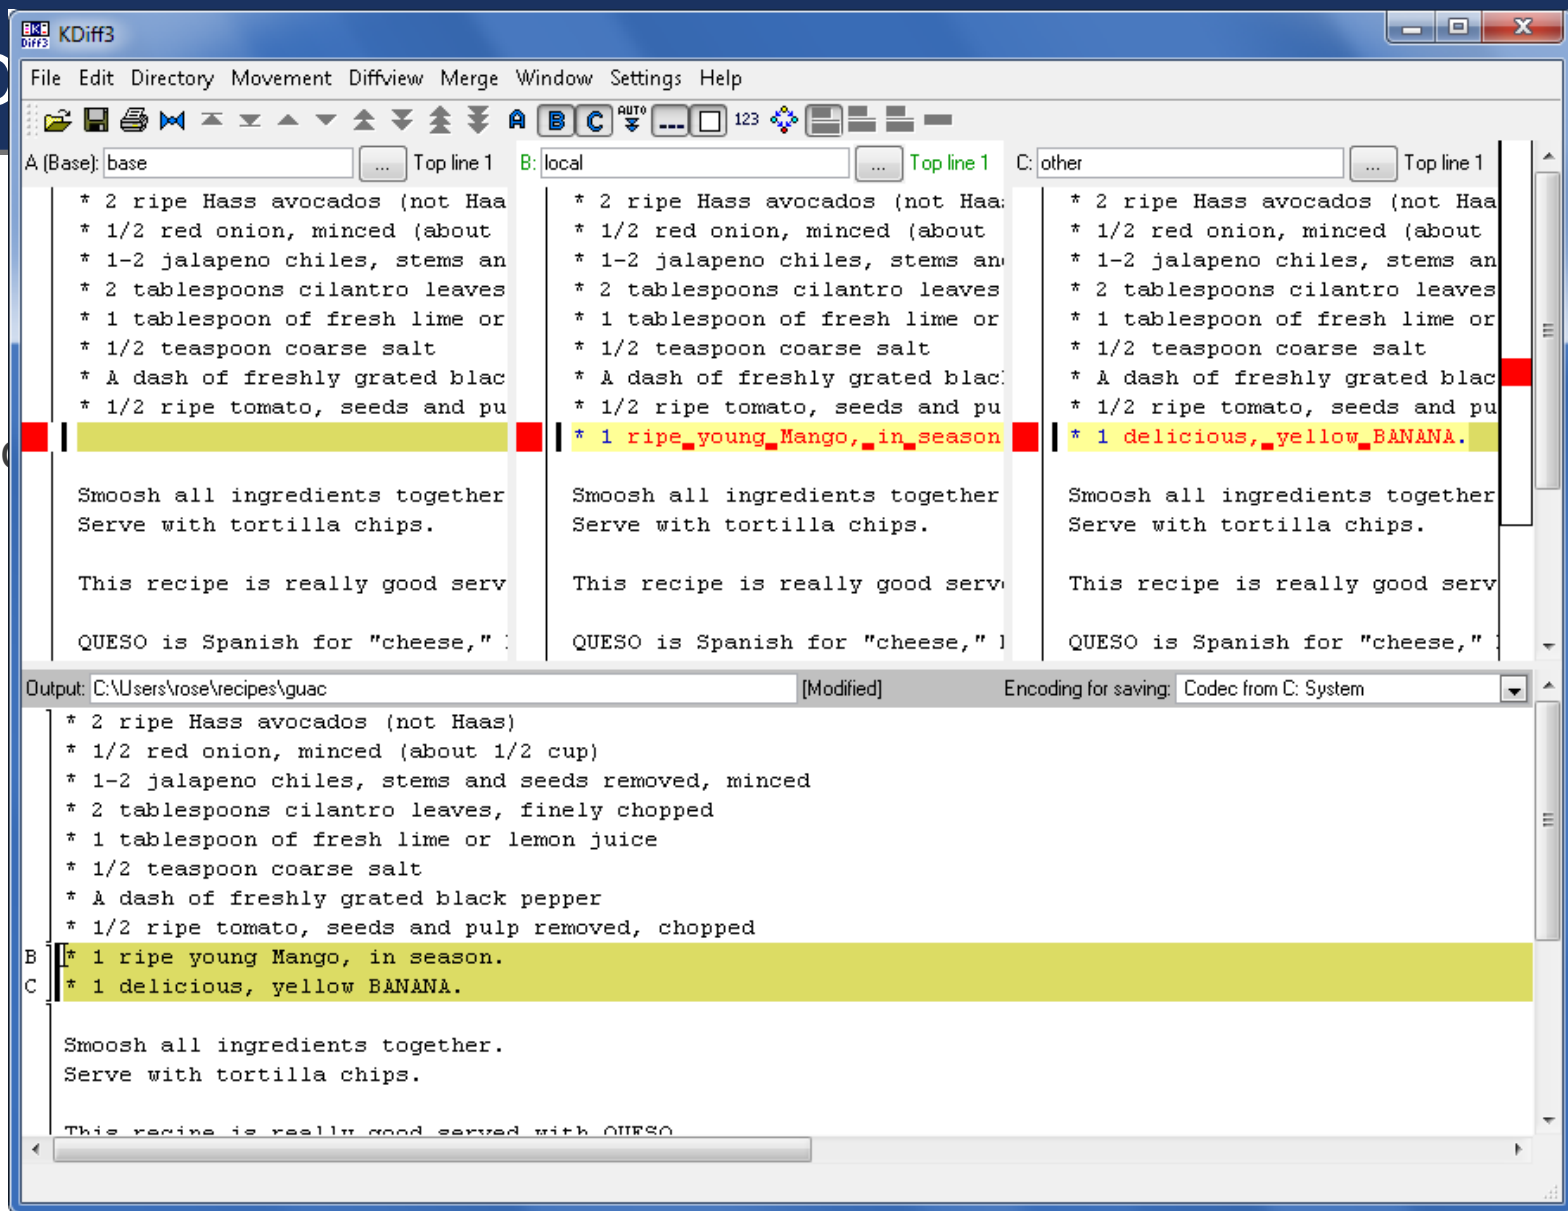 KDiff3
File Edit Directory Movement Diffview Merge Window Settings Help
A B C AUTO 123
A (Base): base ... Top line 1 B: local ... Top line 1 C: other ... Top line 1
* 2 ripe Hass avocados (not Haa
* 1/2 red onion, minced (about
* 1-2 jalapeno chiles, stems an
* 2 tablespoons cilantro leaves
* 1 tablespoon of fresh lime or
* 1/2 teaspoon coarse salt
* A dash of freshly grated blac
* 1/2 ripe tomato, seeds and pu
Smoosh all ingredients together
Serve with tortilla chips.
This recipe is really good serv
QUESO is Spanish for "cheese,"
* 2 ripe Hass avocados (not Haa
* 1/2 red onion, minced (about
* 1-2 jalapeno chiles, stems an
* 2 tablespoons cilantro leaves
* 1 tablespoon of fresh lime or
* 1/2 teaspoon coarse salt
* A dash of freshly grated blac
* 1/2 ripe tomato, seeds and pu
* 1 ripe young Mango, in season
Smoosh all ingredients together
Serve with tortilla chips.
This recipe is really good serv
QUESO is Spanish for "cheese,"
* 2 ripe Hass avocados (not Haa
* 1/2 red onion, minced (about
* 1-2 jalapeno chiles, stems an
* 2 tablespoons cilantro leaves
* 1 tablespoon of fresh lime or
* 1/2 teaspoon coarse salt
* A dash of freshly grated blac
* 1/2 ripe tomato, seeds and pu
* 1 delicious, yellow BANANA.
Smoosh all ingredients together
Serve with tortilla chips.
This recipe is really good serv
QUESO is Spanish for "cheese,"
Output: C:\Users\rose\recipes\guac [Modified] Encoding for saving: Codec from C: System
* 2 ripe Hass avocados (not Haas)
* 1/2 red onion, minced (about 1/2 cup)
* 1-2 jalapeno chiles, stems and seeds removed, minced
* 2 tablespoons cilantro leaves, finely chopped
* 1 tablespoon of fresh lime or lemon juice
* 1/2 teaspoon coarse salt
* A dash of freshly grated black pepper
* 1/2 ripe tomato, seeds and pulp removed, chopped
B * 1 ripe young Mango, in season.
C * 1 delicious, yellow BANANA.
Smoosh all ingredients together.
Serve with tortilla chips.
This recipe is really good served with QUESO